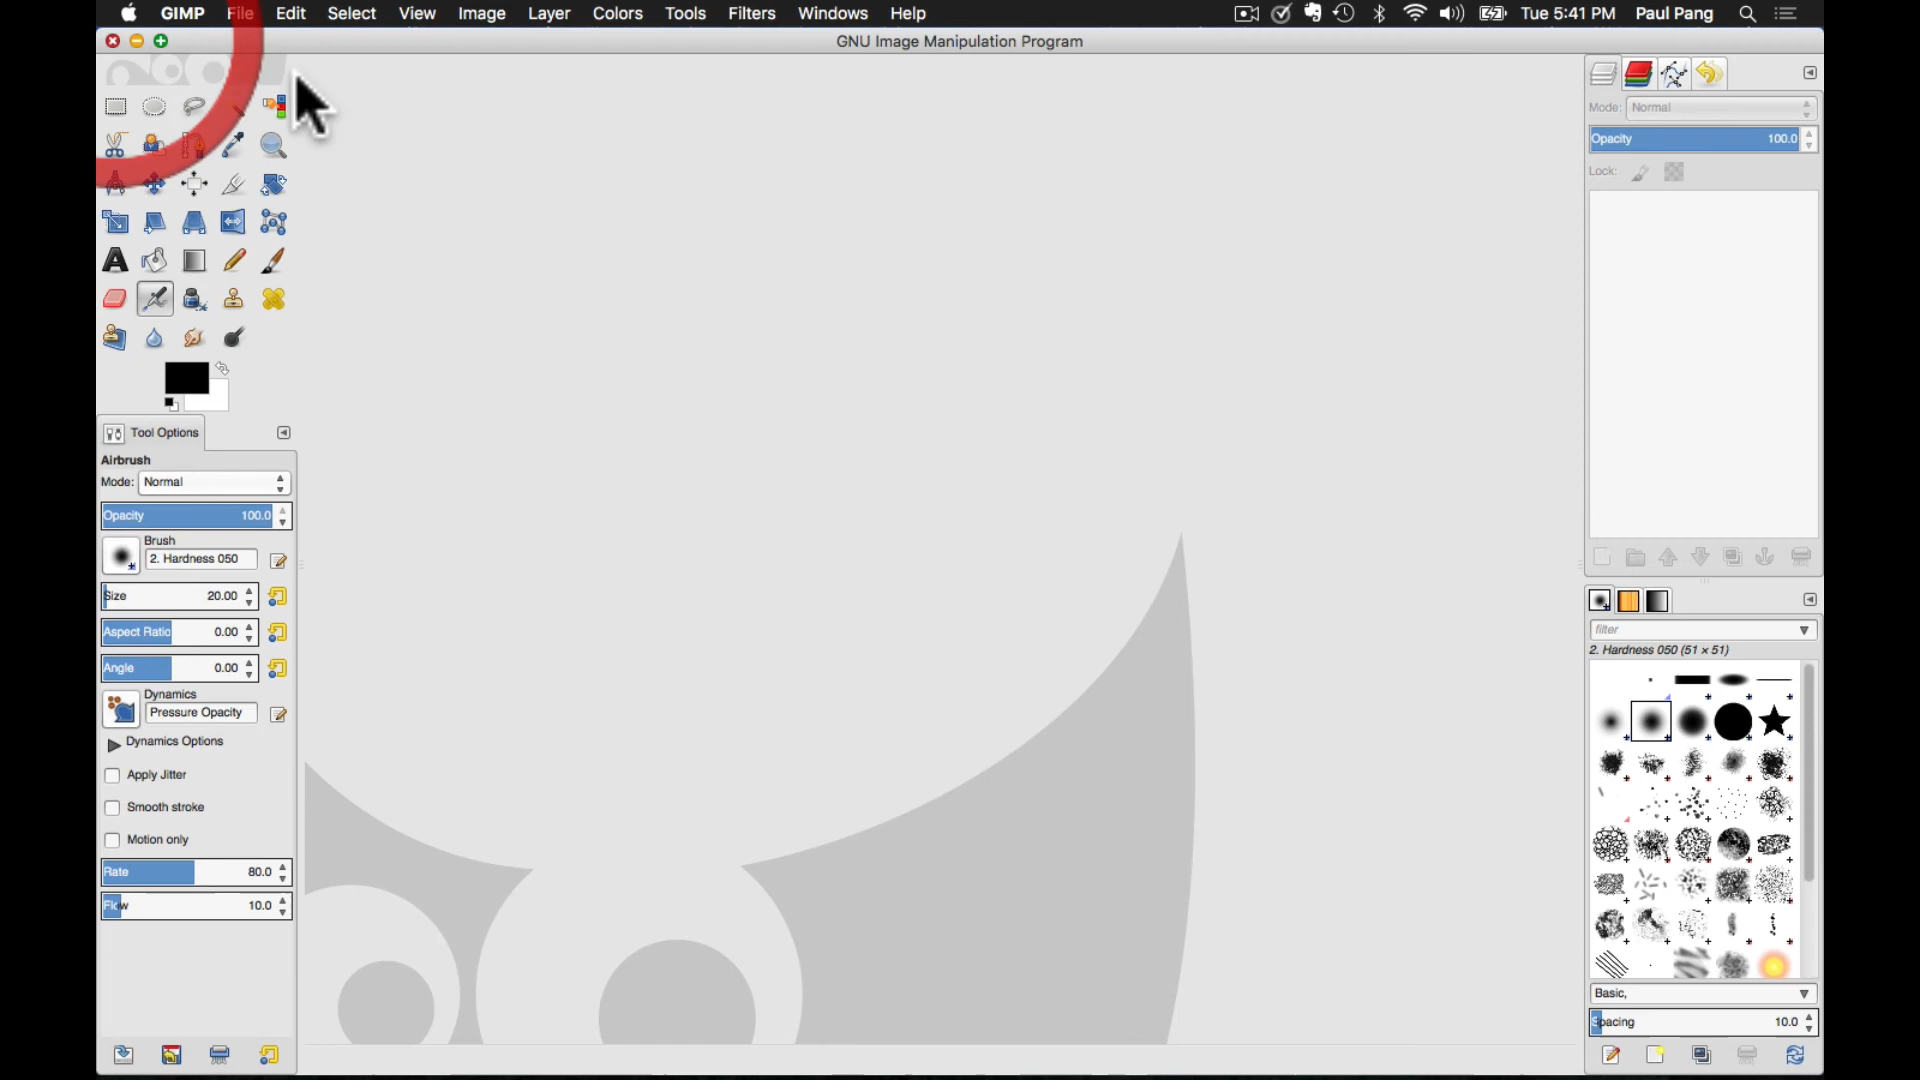 GIMP File Edit Select View Image Layer Colors Tools Filters Windows Help Tue 5:41 PM Paul Pang
GNU Image Manipulation Program
Tool Options
Airbrush
Mode: Normal
Opacity 100.0
Brush
2. Hardness 050
Size 20.00
Aspect Ratio 0.00
Angle 0.00
Dynamics
Pressure Opacity
Dynamics Options
Apply Jitter
Smooth stroke
Motion only
Rate 80.0
Flow 10.0
Mode: Normal
Opacity 100.0
Lock:
filter
2. Hardness 050 (51 × 51)
Basic,
Spacing 10.0